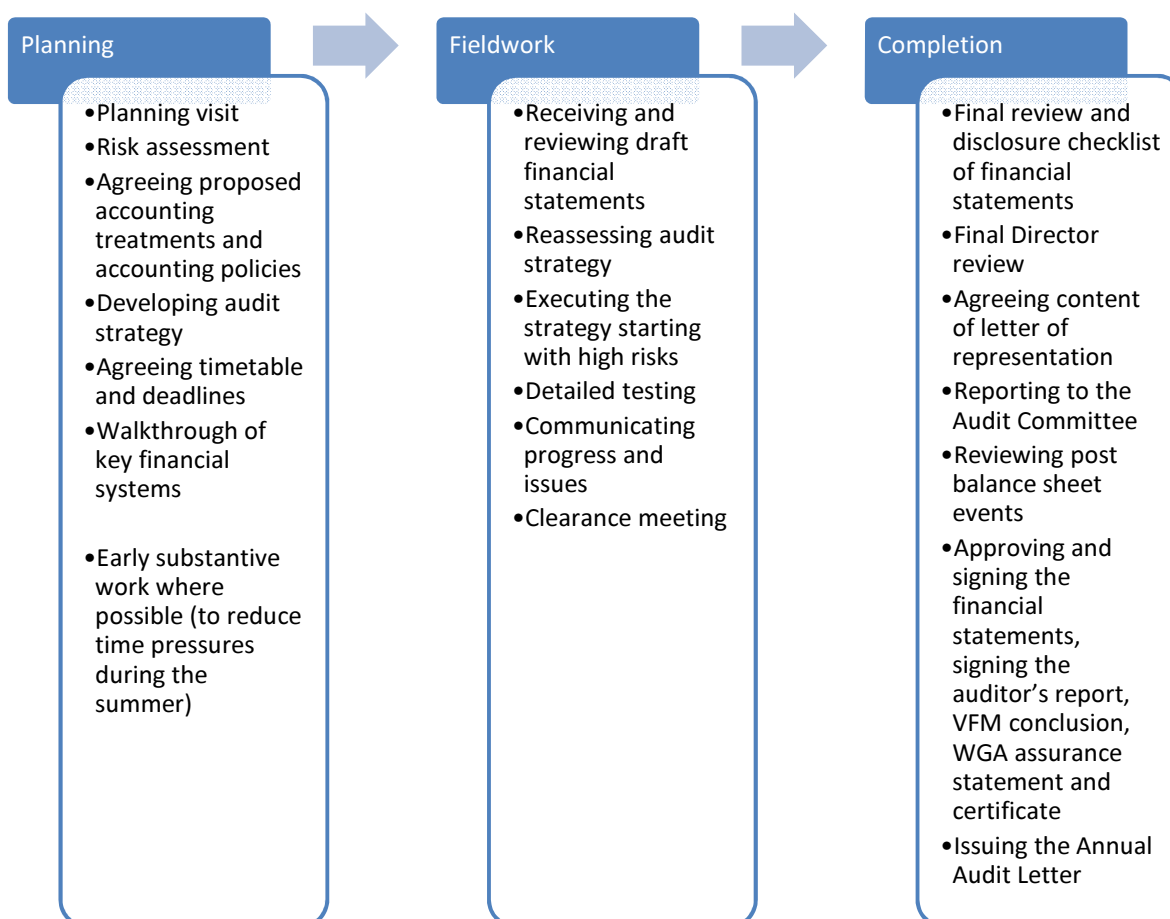 Planning
•Planning visit
•Risk assessment
•Agreeing proposed
accounting
treatments and
accounting policies
•Developing audit
strategy
•Agreeing timetable
and deadlines
•Walkthrough of
key financial
systems
•Early substantive
work where
possible (to reduce
time pressures
during the
summer)
Fieldwork
•Receiving and
reviewing draft
financial
statements
•Reassessing audit
strategy
•Executing the
strategy starting
with high risks
•Detailed testing
•Communicating
progress and
issues
•Clearance meeting
Completion
•Final review and
disclosure checklist
of financial
statements
•Final Director
review
•Agreeing content
of letter of
representation
•Reporting to the
Audit Committee
•Reviewing post
balance sheet
events
•Approving and
signing the
financial
statements,
signing the
auditor’s report,
VFM conclusion,
WGA assurance
statement and
certificate
•Issuing the Annual
Audit Letter